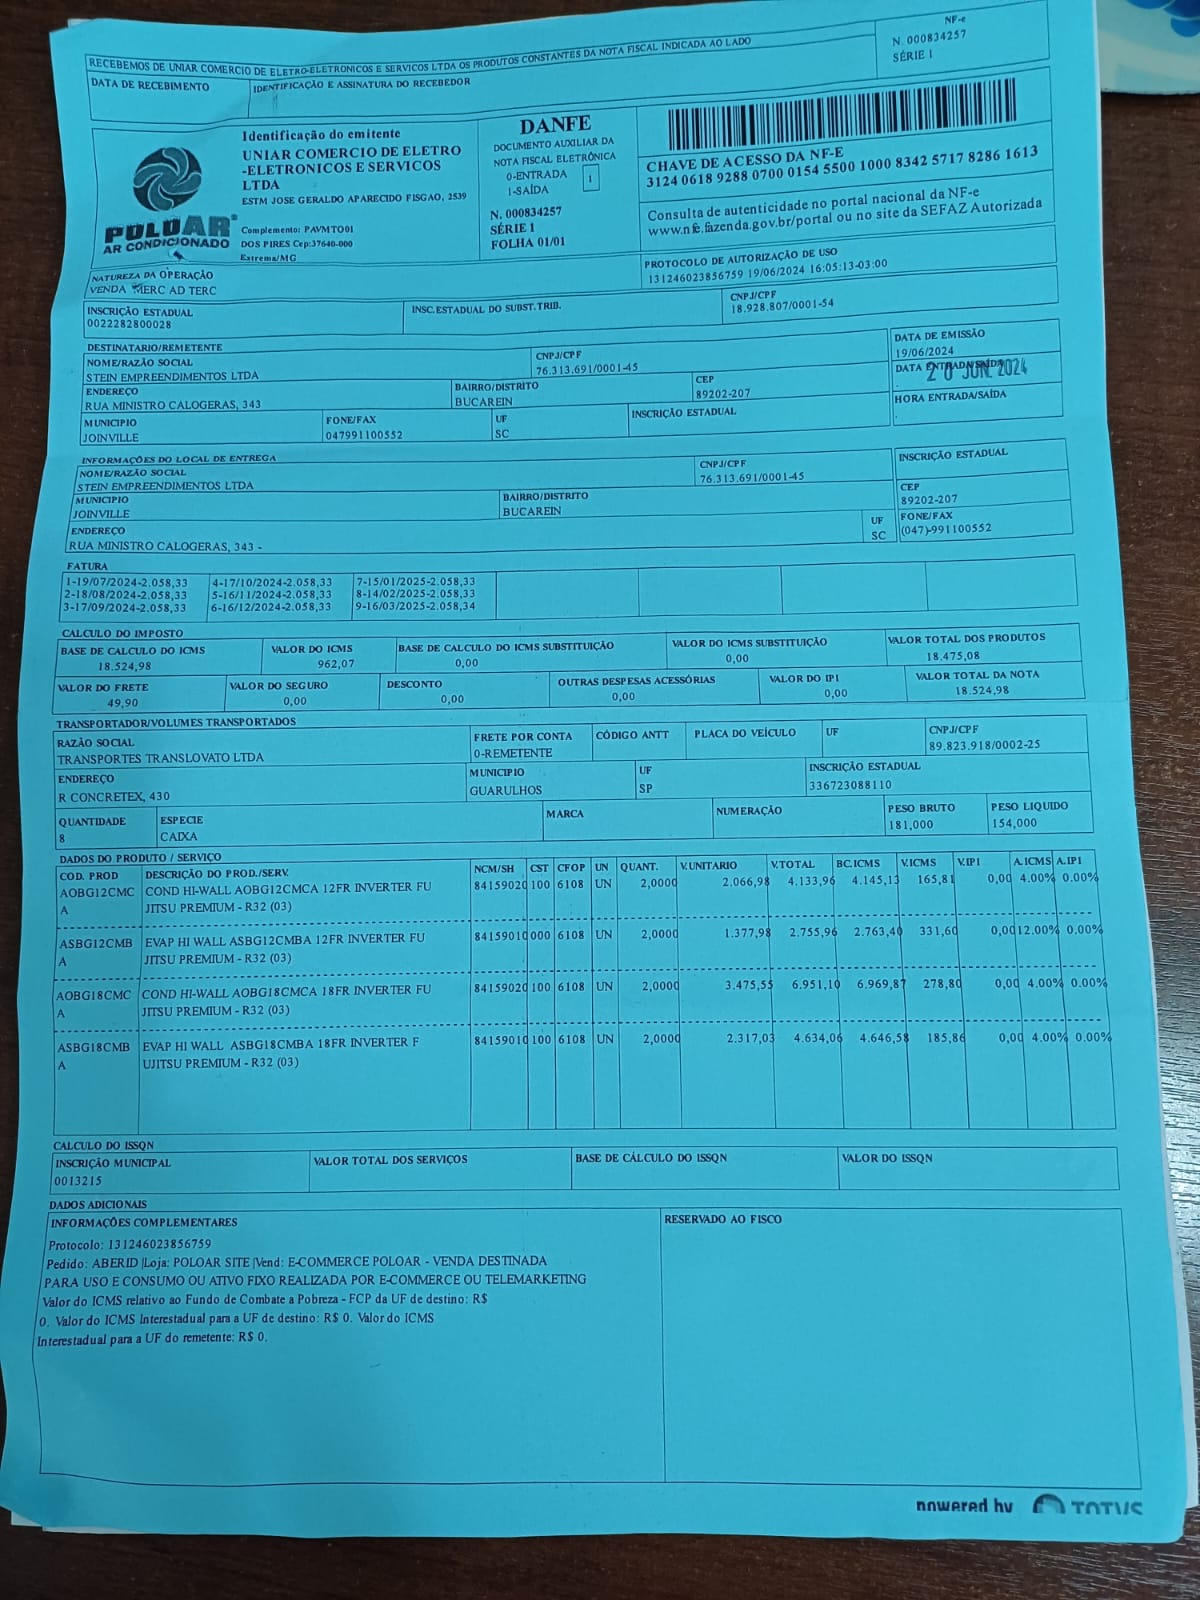 RECEBEMOS DE UNIAR COMERCIO DE ELETRO-ELETRONICOS E SERVICOS LTDA OS PRODUTOS CONSTANTES DA NOTA FISCAL INDICADA AO LADO
NF-e
N. 000834257
SÉRIE 1
DATA DE RECEBIMENTO
IDENTIFICAÇÃO E ASSINATURA DO RECEBEDOR
POLOAR
AR CONDICIONADO
Identificação do emitente
UNIAR COMERCIO DE ELETRO
-ELETRONICOS E SERVICOS
LTDA
ESTM JOSE GERALDO APARECIDO FISGAO, 2539
Complemento: PAVMTO01
DOS PIRES Cep:37640-000
Extrema/MG
DANFE
DOCUMENTO AUXILIAR DA
NOTA FISCAL ELETRÔNICA
0-ENTRADA
1-SAÍDA
1
N. 000834257
SÉRIE 1
FOLHA 01/01
CHAVE DE ACESSO DA NF-E
3124 0618 9288 0700 0154 5500 1000 8342 5717 8286 1613
Consulta de autenticidade no portal nacional da NF-e
www.nfe.fazenda.gov.br/portal ou no site da SEFAZ Autorizada
NATUREZA DA OPERAÇÃO
VENDA MERC AD TERC
PROTOCOLO DE AUTORIZAÇÃO DE USO
131246023856759 19/06/2024 16:05:13-03:00
INSCRIÇÃO ESTADUAL
0022282800028
INSC.ESTADUAL DO SUBST. TRIB.
CNPJ/CPF
18.928.807/0001-54
DESTINATARIO/REMETENTE
NOME/RAZÃO SOCIAL
STEIN EMPREENDIMENTOS LTDA
CNPJ/CPF
76.313.691/0001-45
DATA DE EMISSÃO
19/06/2024
ENDEREÇO
RUA MINISTRO CALOGERAS, 343
BAIRRO/DISTRITO
BUCAREIN
CEP
89202-207
DATA ENTRADA/SAÍDA
20 JUN. 2024
MUNICIPIO
JOINVILLE
FONE/FAX
047991100552
UF
SC
INSCRIÇÃO ESTADUAL
HORA ENTRADA/SAÍDA
INFORMAÇÕES DO LOCAL DE ENTREGA
NOME/RAZÃO SOCIAL
STEIN EMPREENDIMENTOS LTDA
CNPJ/CPF
76.313.691/0001-45
INSCRIÇÃO ESTADUAL
MUNICIPIO
JOINVILLE
BAIRRO/DISTRITO
BUCAREIN
CEP
89202-207
ENDEREÇO
RUA MINISTRO CALOGERAS, 343 -
UF
SC
FONE/FAX
(047)-991100552
FATURA
1-19/07/2024-2.058,33 4-17/10/2024-2.058,33 7-15/01/2025-2.058,33
2-18/08/2024-2.058,33 5-16/11/2024-2.058,33 8-14/02/2025-2.058,33
3-17/09/2024-2.058,33 6-16/12/2024-2.058,33 9-16/03/2025-2.058,34
CALCULO DO IMPOSTO
BASE DE CALCULO DO ICMS VALOR DO ICMS BASE DE CALCULO DO ICMS SUBSTITUIÇÃO VALOR DO ICMS SUBSTITUIÇÃO VALOR TOTAL DOS PRODUTOS
18.524,98 962,07 0,00 0,00 18.475,08
VALOR DO FRETE VALOR DO SEGURO DESCONTO OUTRAS DESPESAS ACESSÓRIAS VALOR DO IPI VALOR TOTAL DA NOTA
49,90 0,00 0,00 0,00 0,00 18.524,98
TRANSPORTADOR/VOLUMES TRANSPORTADOS
RAZÃO SOCIAL FRETE POR CONTA CÓDIGO ANTT PLACA DO VEÍCULO UF CNPJ/CPF
TRANSPORTES TRANSLOVATO LTDA 0-REMETENTE 89.823.918/0002-25
ENDEREÇO MUNICIPIO UF INSCRIÇÃO ESTADUAL
R CONCRETEX, 430 GUARULHOS SP 336723088110
QUANTIDADE ESPECIE MARCA NUMERAÇÃO PESO BRUTO PESO LIQUIDO
8 CAIXA 181,000 154,000
DADOS DO PRODUTO / SERVIÇO
COD. PROD DESCRIÇÃO DO PROD./SERV. NCM/SH CST CFOP UN QUANT. V.UNITARIO V.TOTAL BC.ICMS V.ICMS V.IPI A.ICMS A.IPI
AOBG12CMC COND HI-WALL AOBG12CMCA 12FR INVERTER FU 84159020 100 6108 UN 2,0000 2.066,98 4.133,96 4.145,13 165,81 0,00 4.00% 0.00%
A JITSU PREMIUM - R32 (03)
ASBG12CMB EVAP HI WALL ASBG12CMBA 12FR INVERTER FU 84159010 000 6108 UN 2,0000 1.377,98 2.755,96 2.763,40 331,60 0,00 12.00% 0.00%
A JITSU PREMIUM - R32 (03)
AOBG18CMC COND HI-WALL AOBG18CMCA 18FR INVERTER FU 84159020 100 6108 UN 2,0000 3.475,55 6.951,10 6.969,87 278,80 0,00 4.00% 0.00%
A JITSU PREMIUM - R32 (03)
ASBG18CMB EVAP HI WALL ASBG18CMBA 18FR INVERTER F 84159010 100 6108 UN 2,0000 2.317,03 4.634,06 4.646,58 185,86 0,00 4.00% 0.00%
A UJITSU PREMIUM - R32 (03)
CALCULO DO ISSQN
INSCRIÇÃO MUNICIPAL VALOR TOTAL DOS SERVIÇOS BASE DE CÁLCULO DO ISSQN VALOR DO ISSQN
0013215
DADOS ADICIONAIS
INFORMAÇÕES COMPLEMENTARES
RESERVADO AO FISCO
Protocolo: 131246023856759
Pedido: ABERID |Loja: POLOAR SITE |Vend: E-COMMERCE POLOAR - VENDA DESTINADA
PARA USO E CONSUMO OU ATIVO FIXO REALIZADA POR E-COMMERCE OU TELEMARKETING
Valor do ICMS relativo ao Fundo de Combate a Pobreza - FCP da UF de destino: R$
0. Valor do ICMS Interestadual para a UF de destino: R$ 0. Valor do ICMS
Interestadual para a UF do remetente: R$ 0.
powered by TOTVS